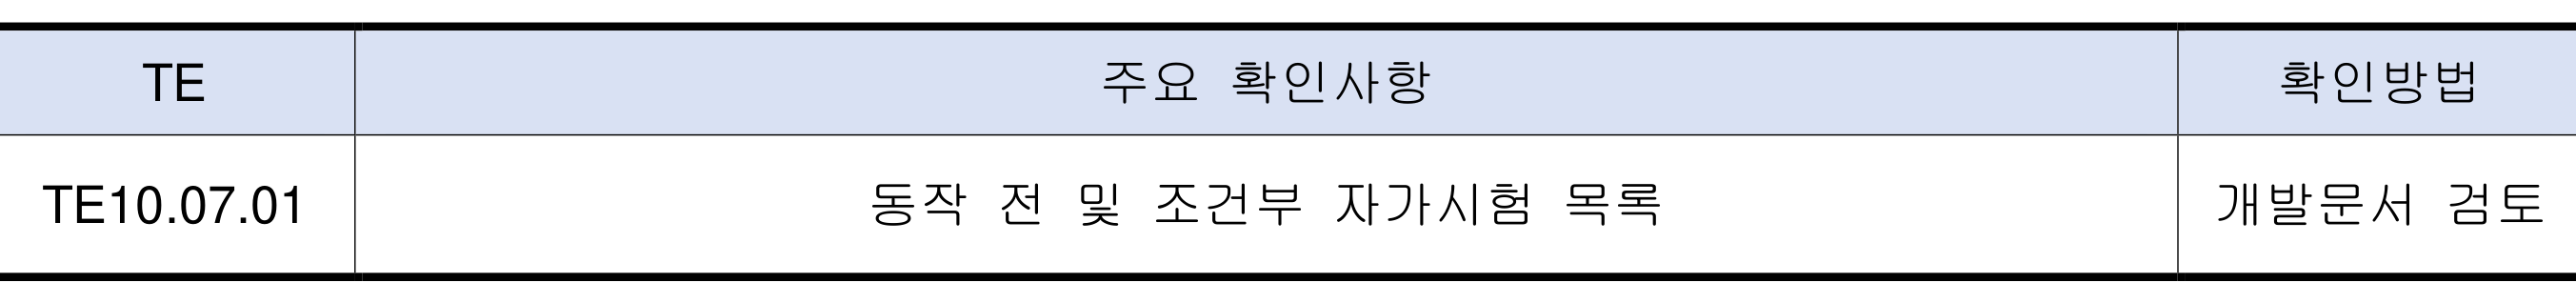 TE 주요 확인사항 확인방법
TE10.07.01 동작 전 및 조건부 자가시험 목록 개발문서 검토